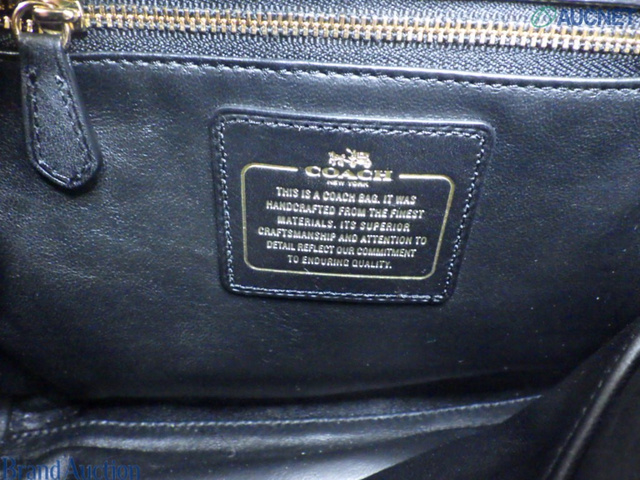 AUCNET
COACH
NEW YORK
THIS IS A COACH BAG. IT WAS
HANDCRAFTED FROM THE FINEST
MATERIALS. ITS SUPERIOR
CRAFTSMANSHIP AND ATTENTION TO
DETAIL REFLECT OUR COMMITMENT
TO ENDURING QUALITY.
Brand Auction